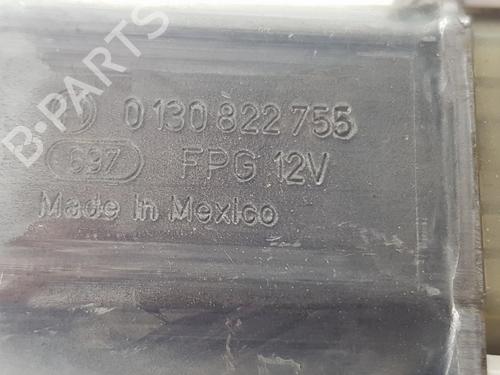 B-PARTS
0 130 822 755
697 FPG 12V
Made in Mexico